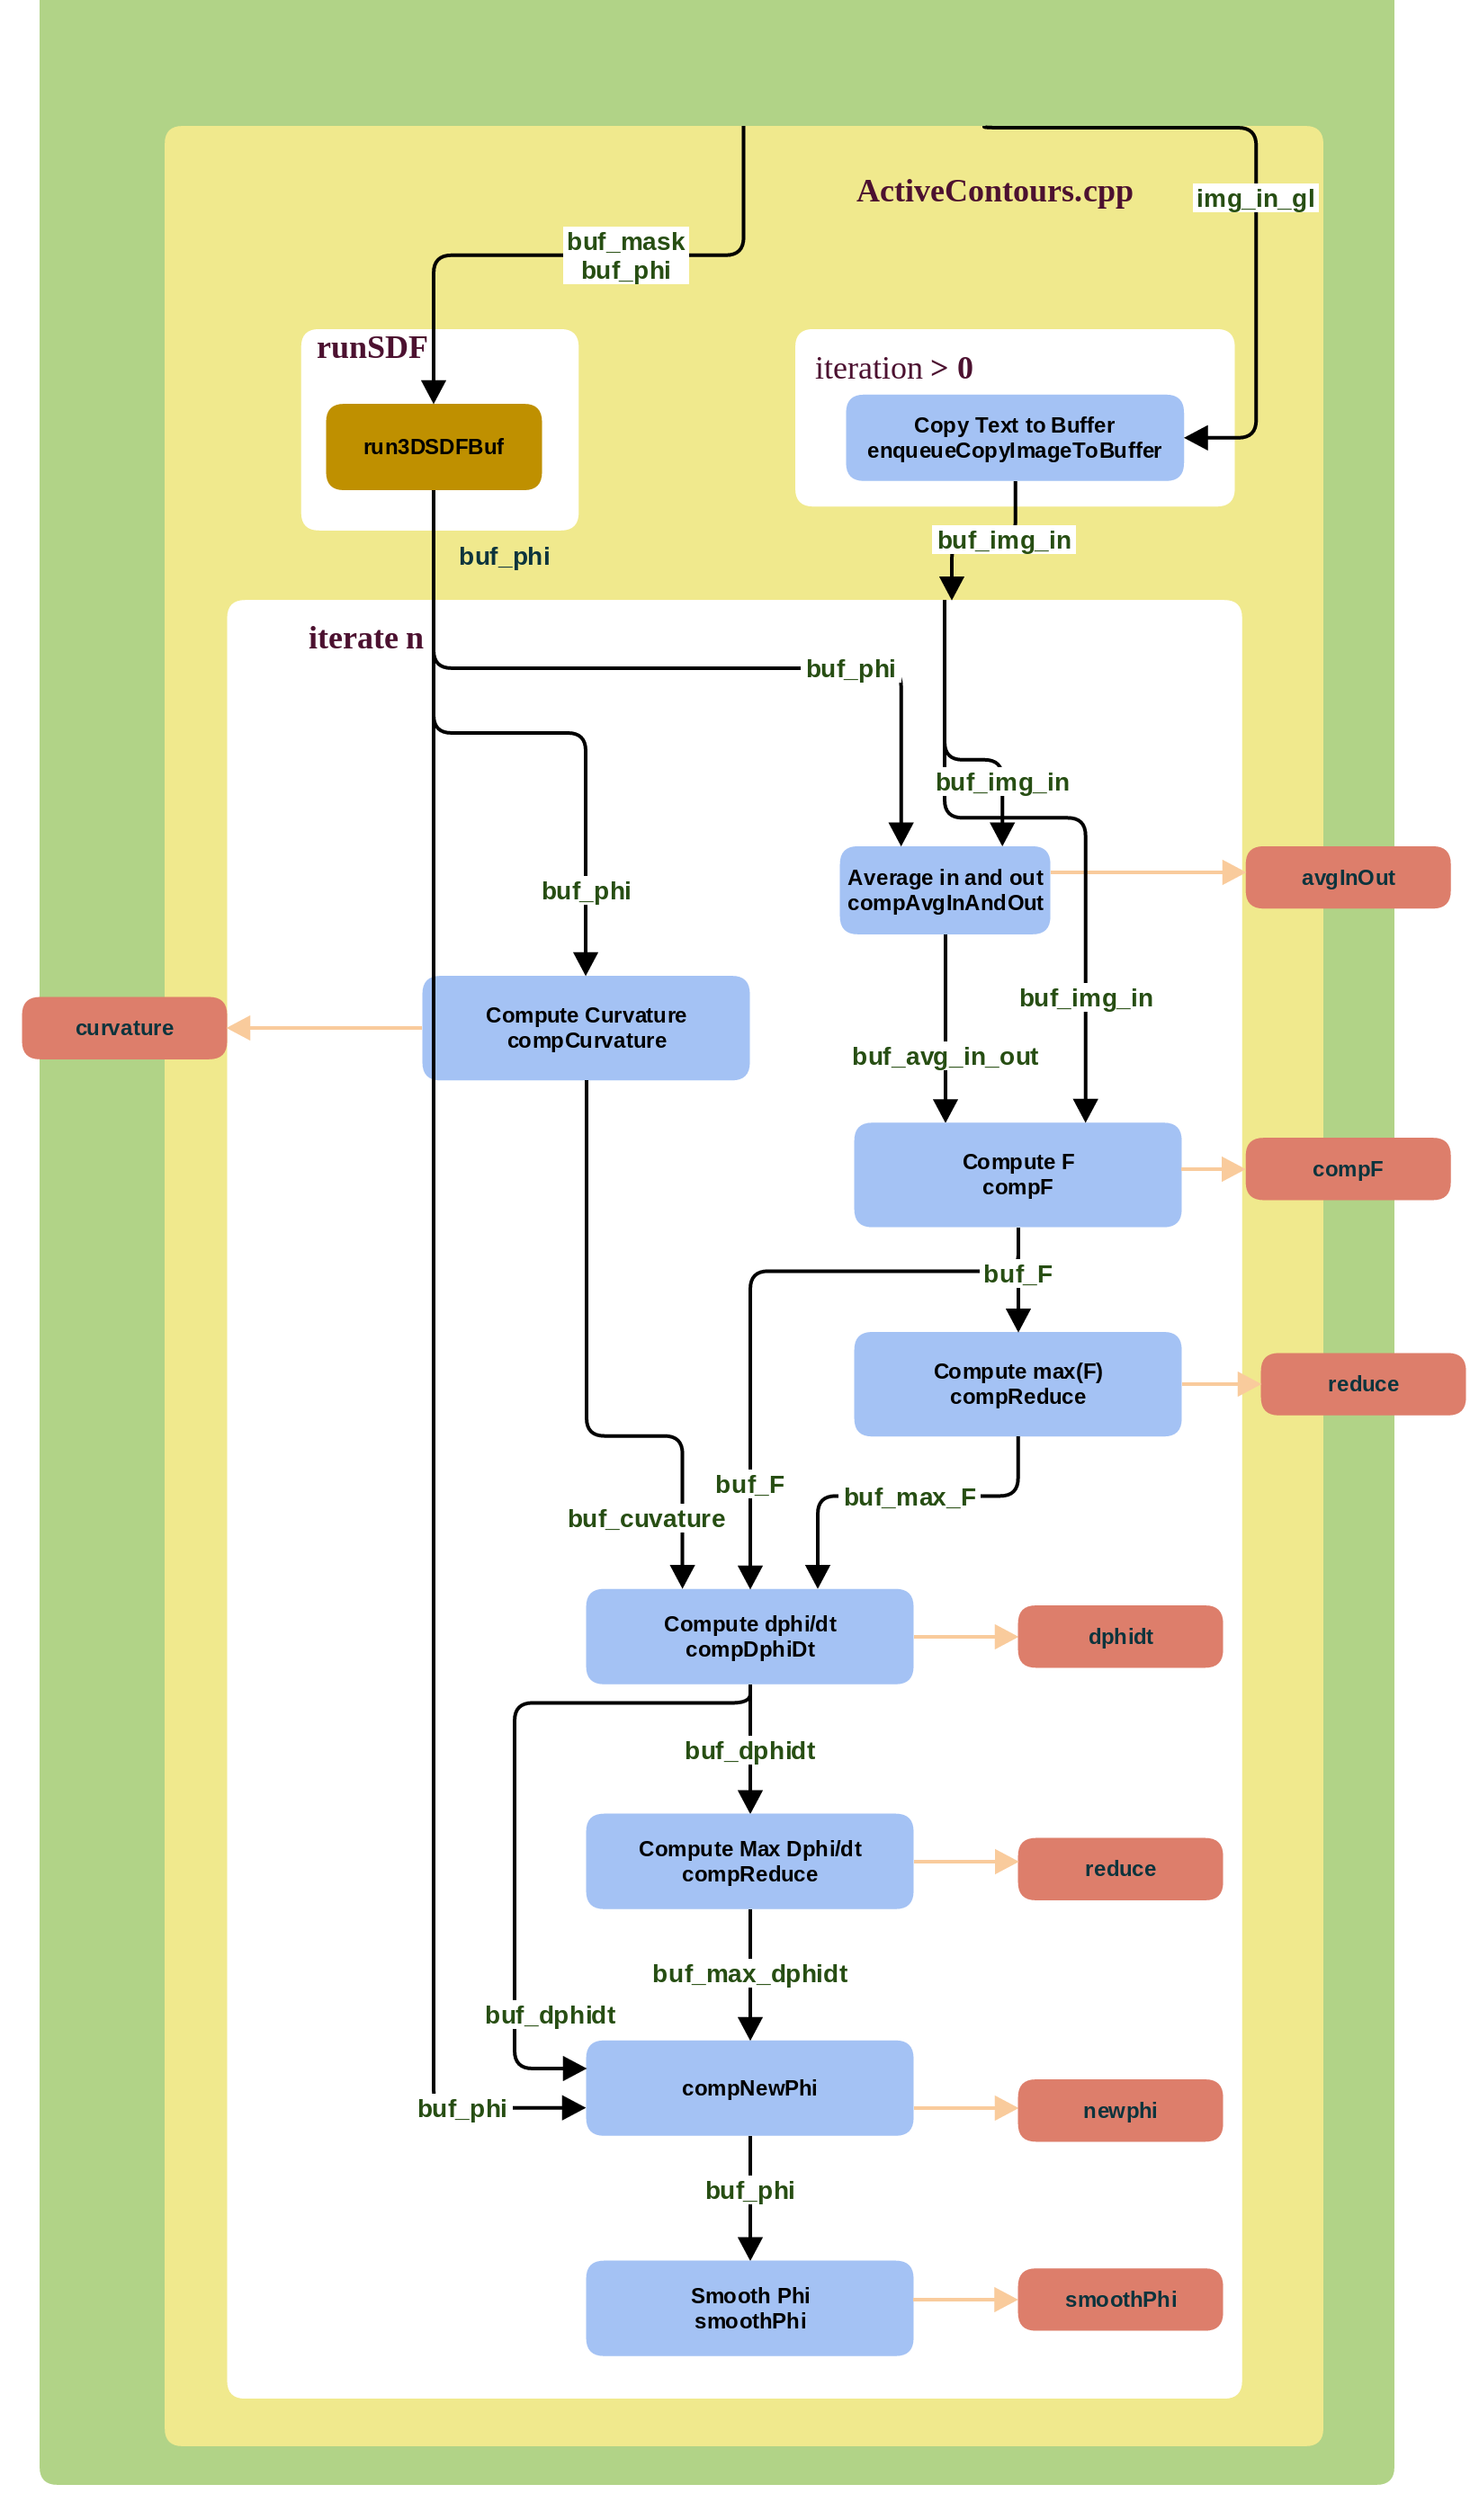 ActiveContours.cpp
img_in_gl
buf_mask
buf_phi
runSDF
iteration > 0
run3DSDFBuf
Copy Text to Buffer
enqueueCopyImageToBuffer
buf_img_in
buf_phi
iterate n
buf_phi
buf_img_in
Average in and out
compAvgInAndOut
avgInOut
buf_phi
buf_img_in
Compute Curvature
compCurvature
curvature
buf_avg_in_out
Compute F
compF
compF
buf_F
Compute max(F)
compReduce
reduce
buf_F
buf_max_F
buf_cuvature
Compute dphi/dt
compDphiDt
dphidt
buf_dphidt
Compute Max Dphi/dt
compReduce
reduce
buf_max_dphidt
buf_dphidt
compNewPhi
newphi
buf_phi
buf_phi
Smooth Phi
smoothPhi
smoothPhi